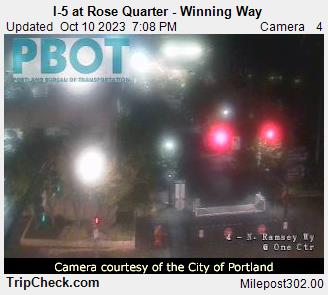 I-5 at Rose Quarter - Winning Way
Updated Oct 10 2023 7:08 PM Camera 4
PBOT
PORTLAND BUREAU OF TRANSPORTATION
4 - N. Ramsey Wy
@ One Ctr
Camera courtesy of the City of Portland
TripCheck.com Milepost302.00